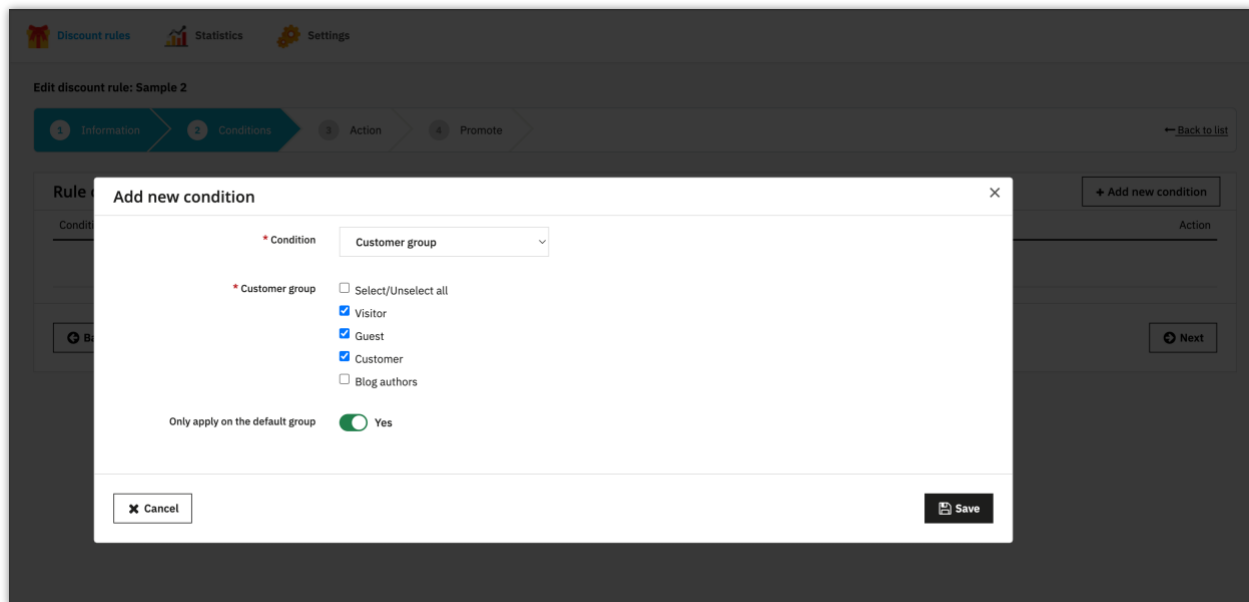 Discount rules Statistics Settings
Edit discount rule: Sample 2
1 Information 2 Conditions 3 Action 4 Promote ←Back to list
Rule + Add new condition
Action
Add new condition ×
* Condition Customer group
* Customer group Select/Unselect all
Visitor
Guest
Customer
Blog authors
Only apply on the default group Yes
Next
Cancel Save